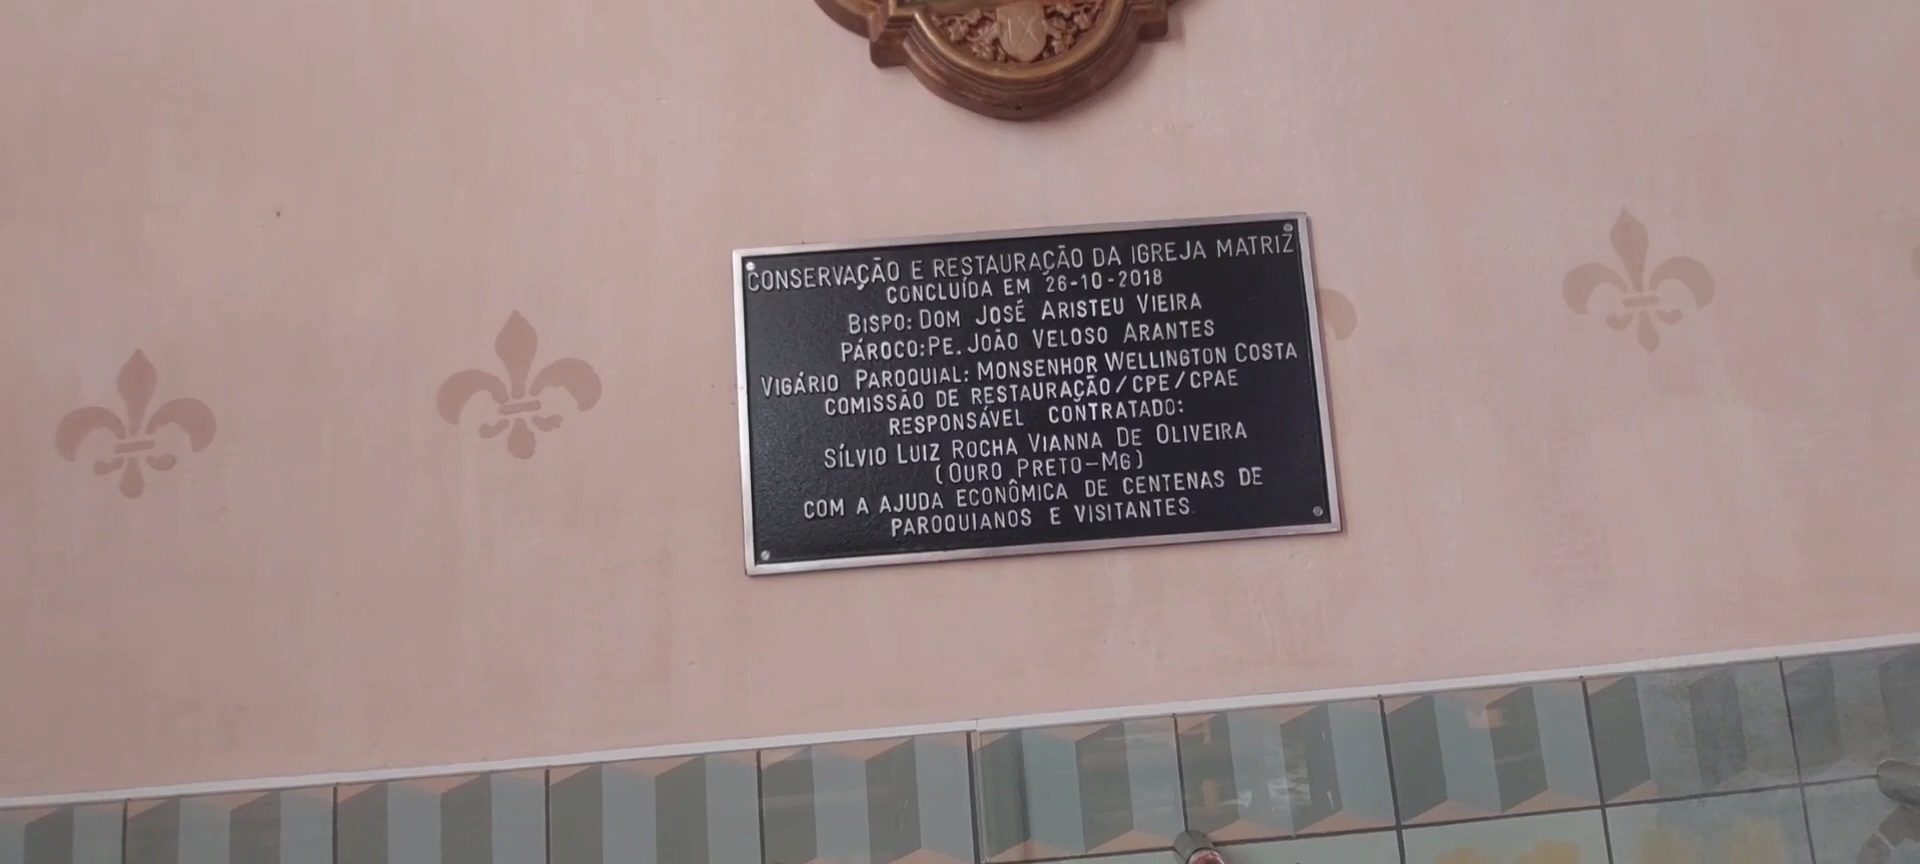 IX
CONSERVAÇÃO E RESTAURAÇÃO DA IGREJA MATRIZ
CONCLUÍDA EM 26-10-2018
BISPO: DOM JOSÉ ARISTEU VIEIRA
PÁROCO: PE. JOÃO VELOSO ARANTES
VIGÁRIO PAROQUIAL: MONSENHOR WELLINGTON COSTA
COMISSÃO DE RESTAURAÇÃO/CPE/CPAE
RESPONSÁVEL CONTRATADO:
SÍLVIO LUIZ ROCHA VIANNA DE OLIVEIRA
(OURO PRETO-MG)
COM A AJUDA ECONÔMICA DE CENTENAS DE
PAROQUIANOS E VISITANTES.